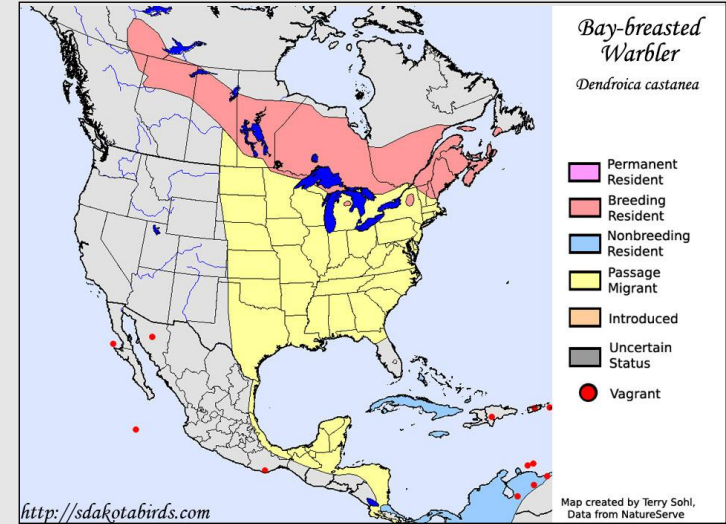 Bay-breasted
Warbler
Dendroica castanea
Permanent
Resident
Breeding
Resident
Nonbreeding
Resident
Passage
Migrant
Introduced
Uncertain
Status
Vagrant
http://sdakotabirds.com
Map created by Terry Sohl,
Data from NatureServe